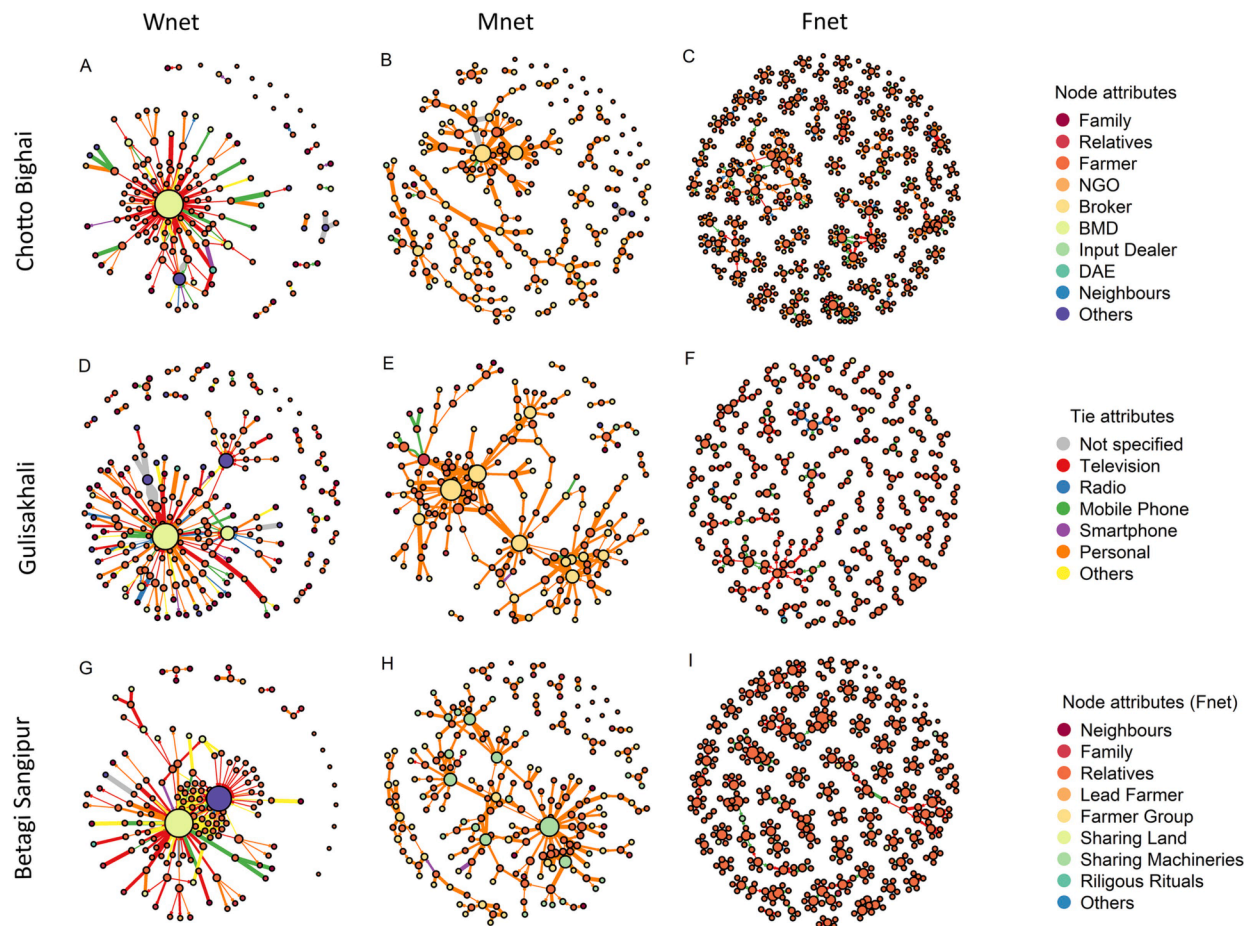 Wnet
Mnet
Fnet
A
B
C
Chotto Bighai
Node attributes
Family
Relatives
Farmer
NGO
Broker
BMD
Input Dealer
DAE
Neighbours
Others
D
E
F
Gulisakhali
Tie attributes
Not specified
Television
Radio
Mobile Phone
Smartphone
Personal
Others
G
H
I
Betagi Sangipur
Node attributes (Fnet)
Neighbours
Family
Relatives
Lead Farmer
Farmer Group
Sharing Land
Sharing Machineries
Riligous Rituals
Others